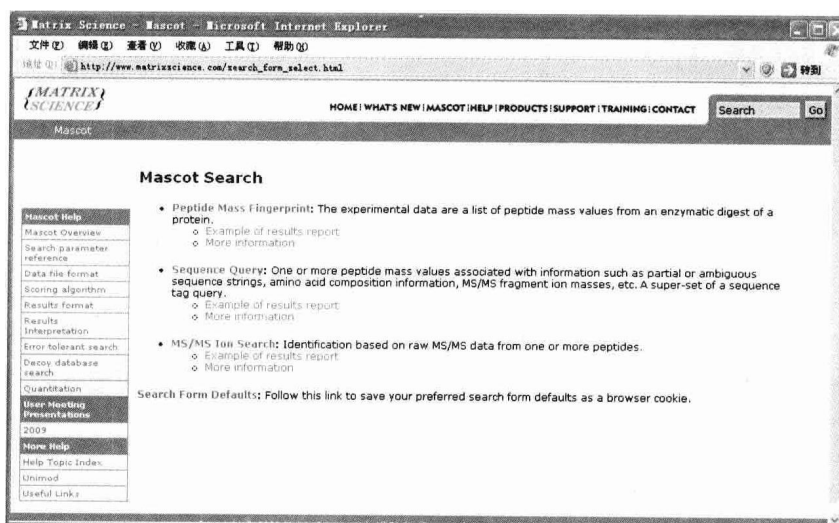 Matrix Science - Mascot - Microsoft Internet Explorer
文件(F) 编辑(E) 查看(V) 收藏(A) 工具(T) 帮助(H)
地址(D) http://www.matrixscience.com/search_form_select.html 转到
MATRIX
SCIENCE
HOME | WHAT'S NEW | MASCOT | HELP | PRODUCTS | SUPPORT | TRAINING | CONTACT Search Go
Mascot
Mascot Search
• Peptide Mass Fingerprint: The experimental data are a list of peptide mass values from an enzymatic digest of a
protein.
Example of results report
More information
• Sequence Query: One or more peptide mass values associated with information such as partial or ambiguous
sequence strings, amino acid composition information, MS/MS fragment ion masses, etc. A super-set of a sequence
tag query.
Example of results report
More information
• MS/MS Ion Search: Identification based on raw MS/MS data from one or more peptides.
Example of results report
More information
Search Form Defaults: Follow this link to save your preferred search form defaults as a browser cookie.
Mascot Help
Mascot Overview
Search parameter
reference
Data file format
Scoring algorithm
Results format
Results
Interpretation
Error tolerant search
Decoy database
search
Quantitation
User Meeting
Presentations
2009
More Help
Help Topic Index
Unimod
Useful Links